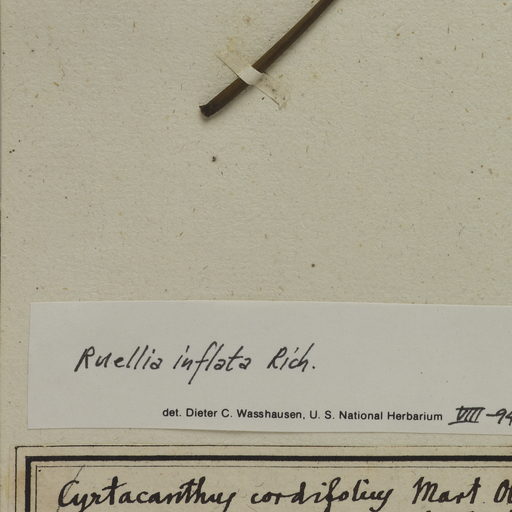 Ruellia inflata Rich.
det. Dieter C. Wasshausen, U. S. National Herbarium VIII-94
Cyrtacanthus cordifolius Mart.